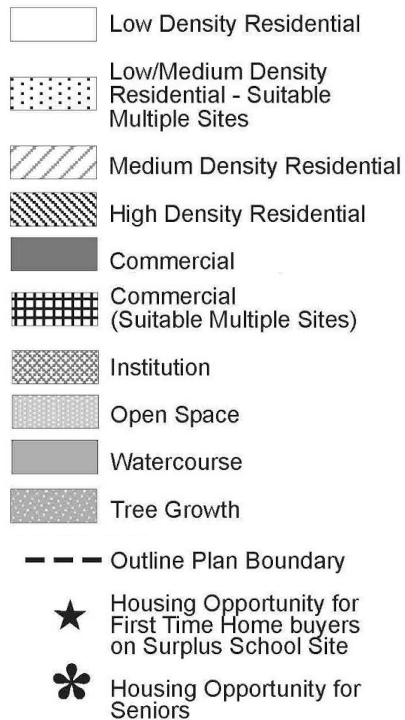 Low Density Residential
Low/Medium Density
Residential - Suitable
Multiple Sites
Medium Density Residential
High Density Residential
Commercial
Commercial
(Suitable Multiple Sites)
Institution
Open Space
Watercourse
Tree Growth
Outline Plan Boundary
Housing Opportunity for
First Time Home buyers
on Surplus School Site
Housing Opportunity for
Seniors